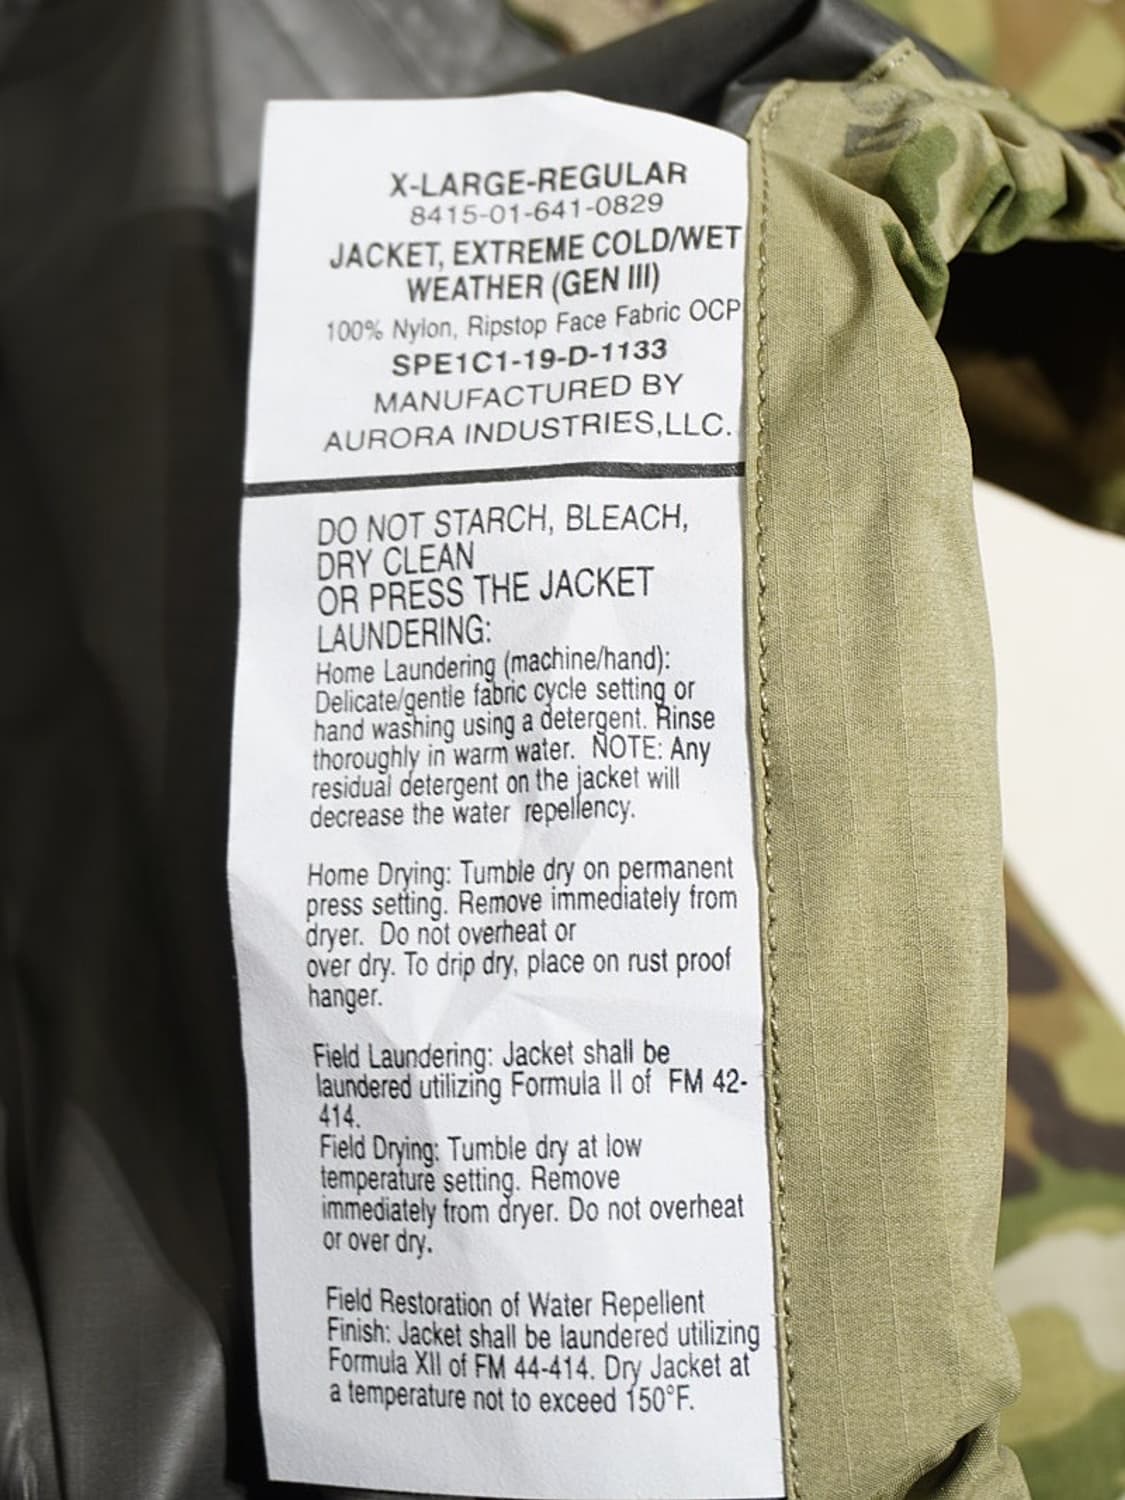 X-LARGE-REGULAR
8415-01-641-0829
JACKET, EXTREME COLD/WET
WEATHER (GEN III)
100% Nylon, Ripstop Face Fabric OCP
SPE1C1-19-D-1133
MANUFACTURED BY
AURORA INDUSTRIES,LLC.
DO NOT STARCH, BLEACH,
DRY CLEAN
OR PRESS THE JACKET
LAUNDERING:
Home Laundering (machine/hand):
Delicate/gentle fabric cycle setting or
hand washing using a detergent. Rinse
thoroughly in warm water. NOTE: Any
residual detergent on the jacket will
decrease the water repellency.
Home Drying: Tumble dry on permanent
press setting. Remove immediately from
dryer. Do not overheat or
over dry. To drip dry, place on rust proof
hanger.
Field Laundering: Jacket shall be
laundered utilizing Formula II of FM 42-
414.
Field Drying: Tumble dry at low
temperature setting. Remove
immediately from dryer. Do not overheat
or over dry.
Field Restoration of Water Repellent
Finish: Jacket shall be laundered utilizing
Formula XII of FM 44-414. Dry Jacket at
a temperature not to exceed 150°F.